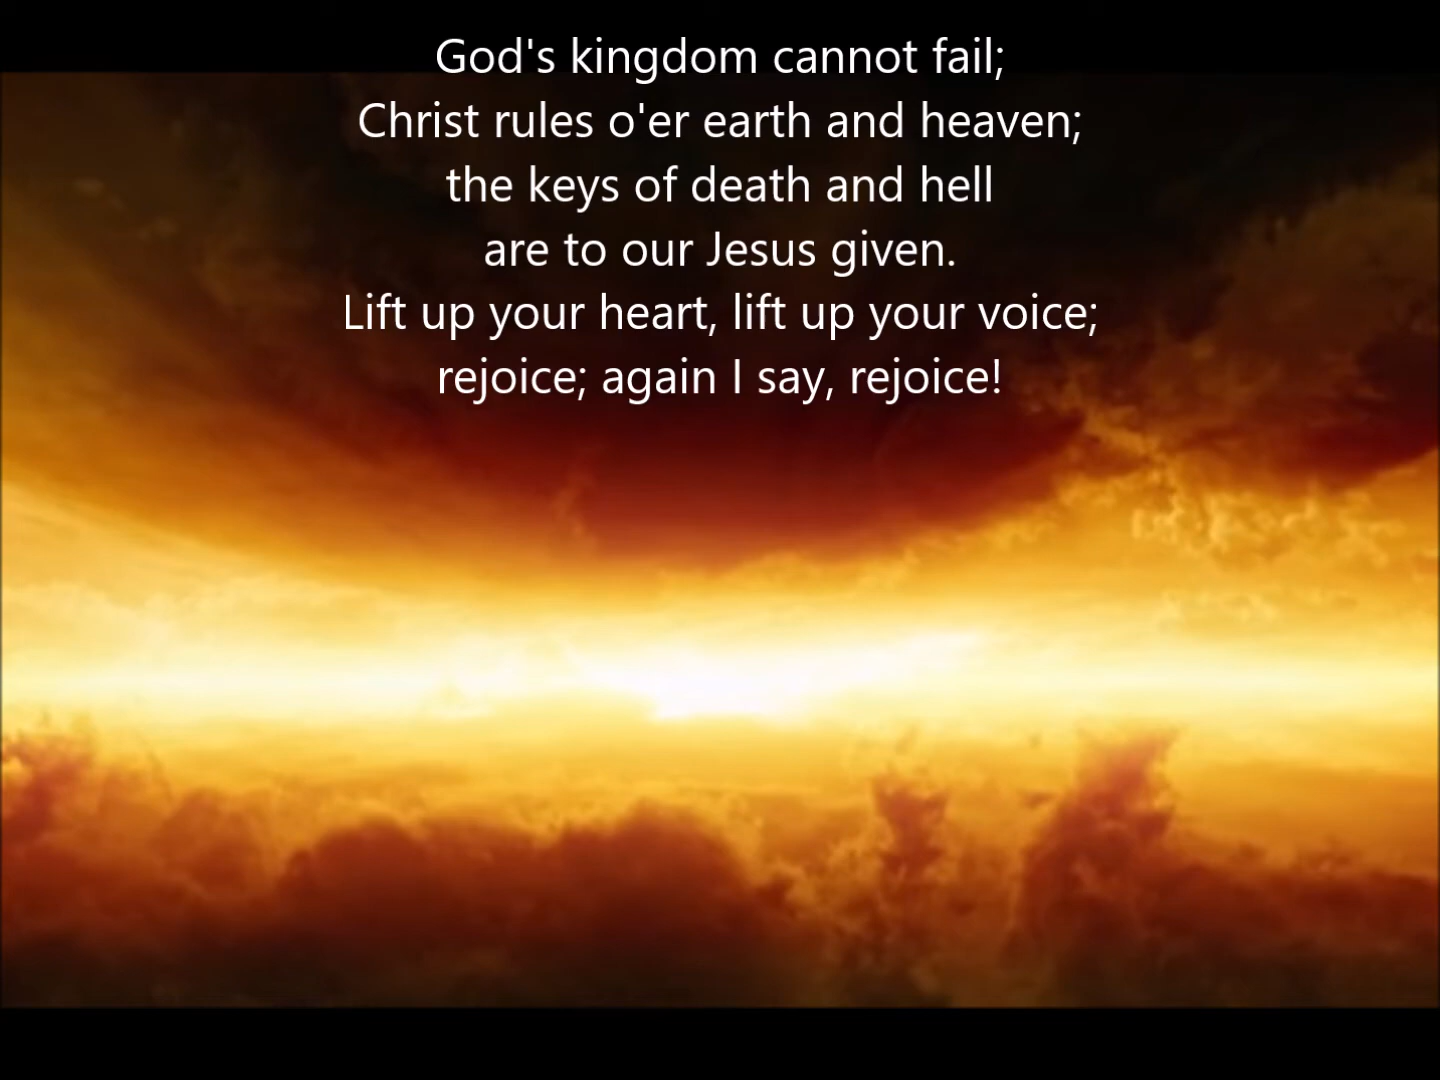 God's kingdom cannot fail;
Christ rules o'er earth and heaven;
the keys of death and hell
are to our Jesus given.
Lift up your heart, lift up your voice;
rejoice; again I say, rejoice!